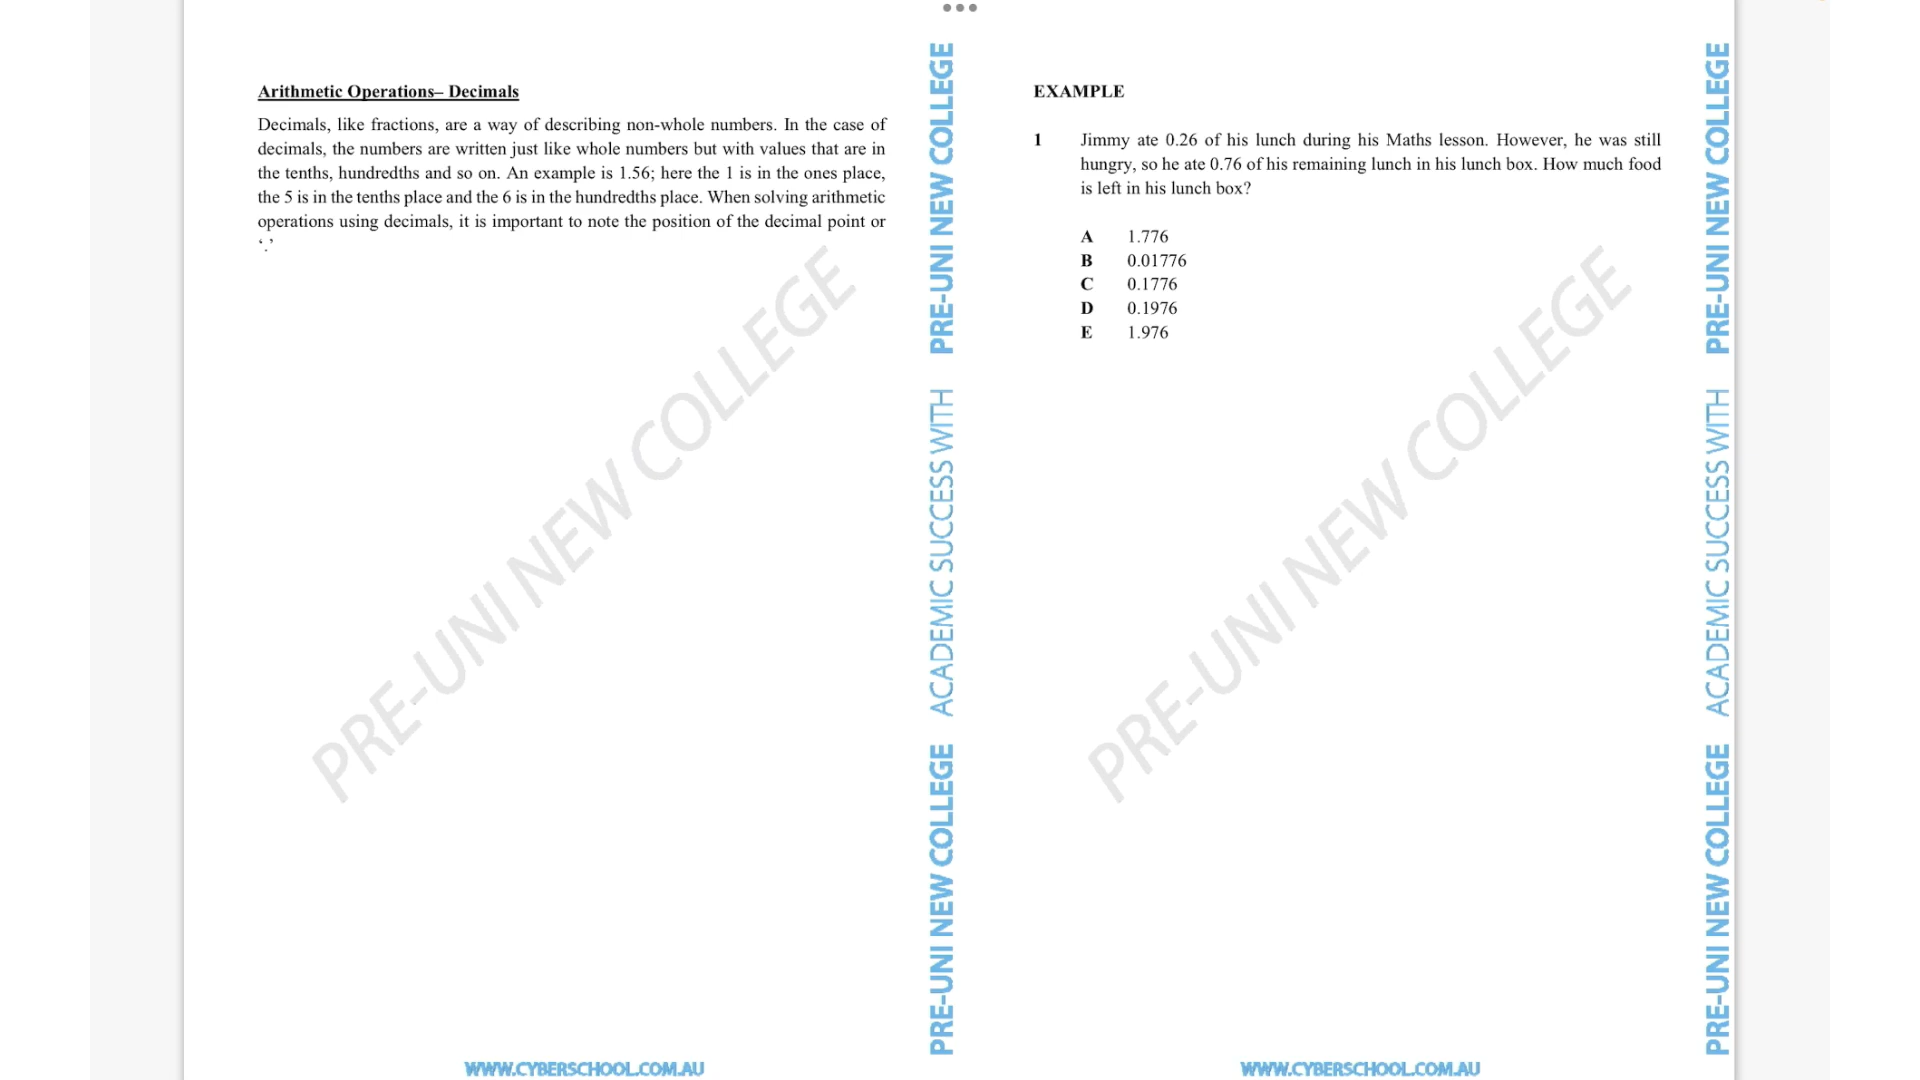 Arithmetic Operations– Decimals
Decimals, like fractions, are a way of describing non-whole numbers. In the case of
decimals, the numbers are written just like whole numbers but with values that are in
the tenths, hundredths and so on. An example is 1.56; here the 1 is in the ones place,
the 5 is in the tenths place and the 6 is in the hundredths place. When solving arithmetic
operations using decimals, it is important to note the position of the decimal point or
‘.’
PRE-UNI NEW COLLEGE
PRE-UNI NEW COLLEGE ACADEMIC SUCCESS WITH PRE-UNI NEW COLLEGE
WWW.CYBERSCHOOL.COM.AU
EXAMPLE
1 Jimmy ate 0.26 of his lunch during his Maths lesson. However, he was still
hungry, so he ate 0.76 of his remaining lunch in his lunch box. How much food
is left in his lunch box?
A 1.776
B 0.01776
C 0.1776
D 0.1976
E 1.976
PRE-UNI NEW COLLEGE
PRE-UNI NEW COLLEGE ACADEMIC SUCCESS WITH PRE-UNI NEW COLLEGE
WWW.CYBERSCHOOL.COM.AU